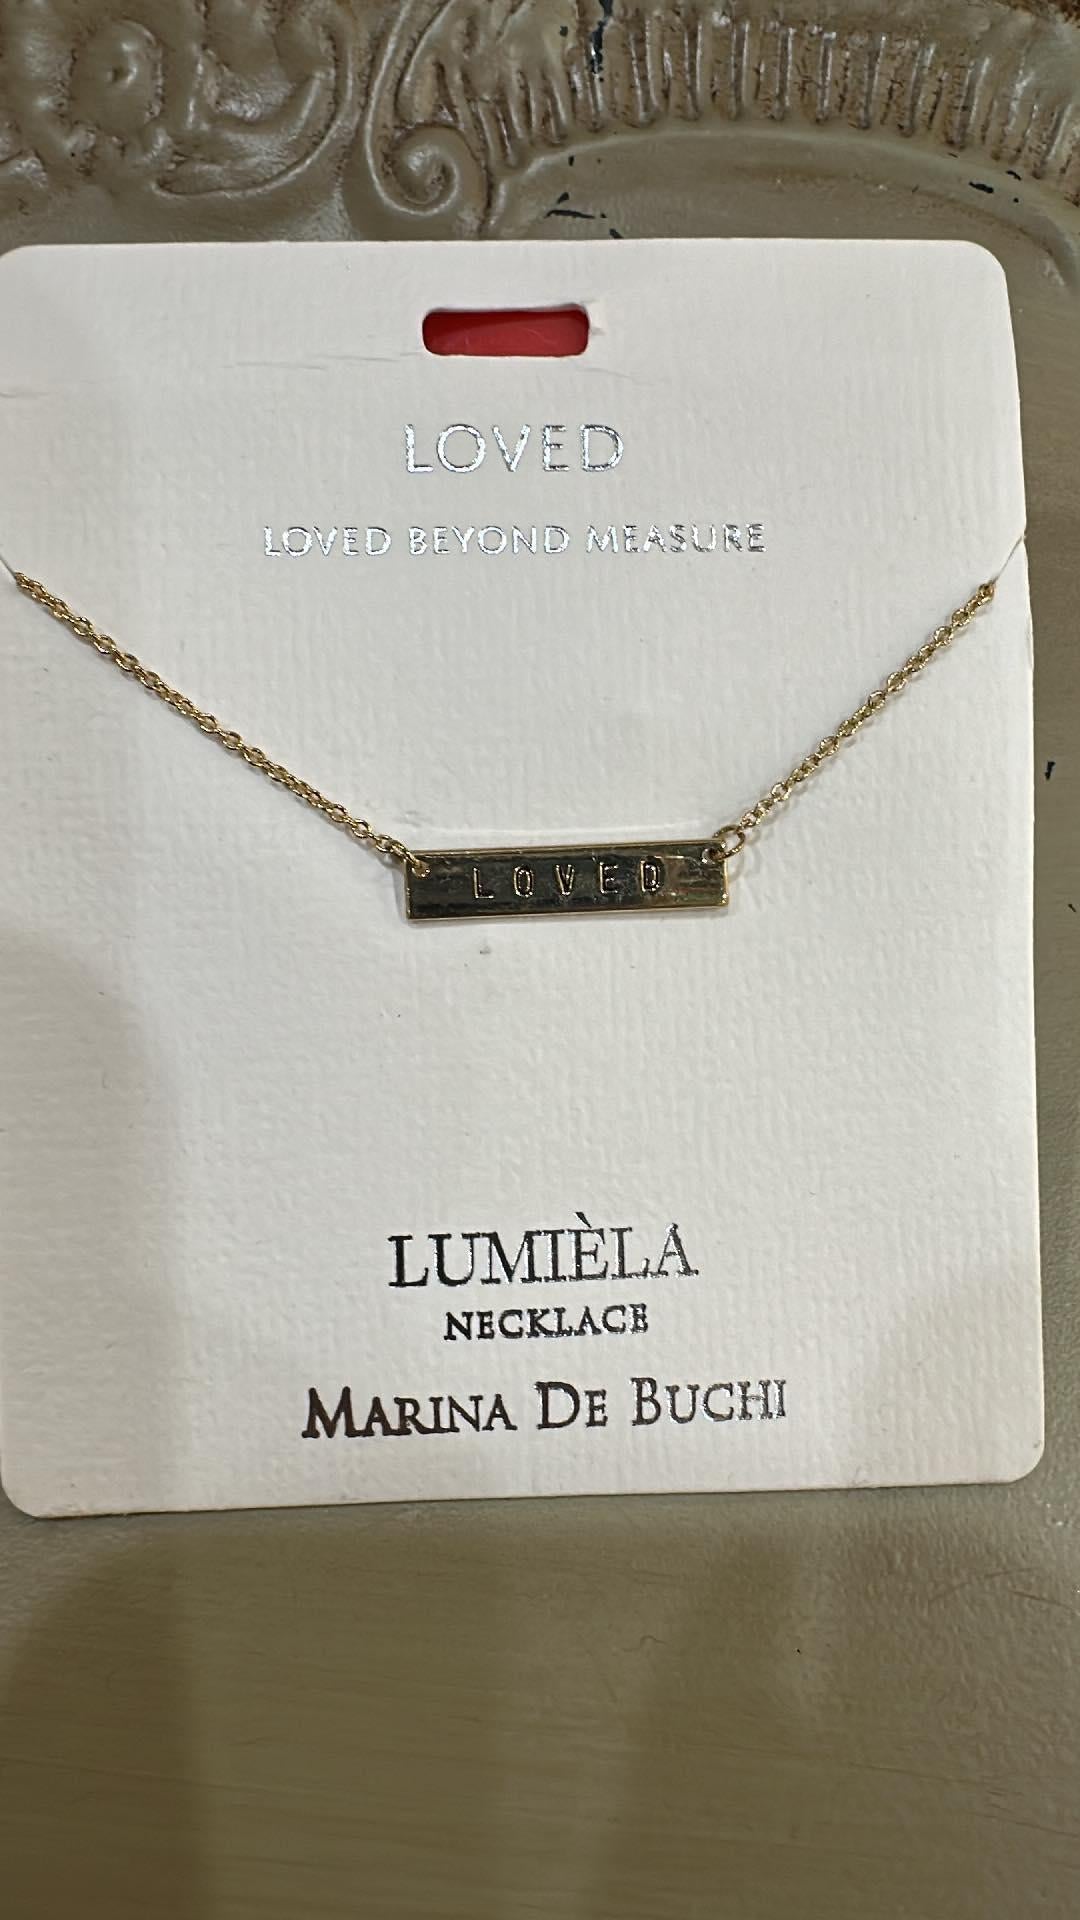 LOVED
LOVED BEYOND MEASURE
LOVED
LUMIÈLA
NECKLACE
MARINA DE BUCHI